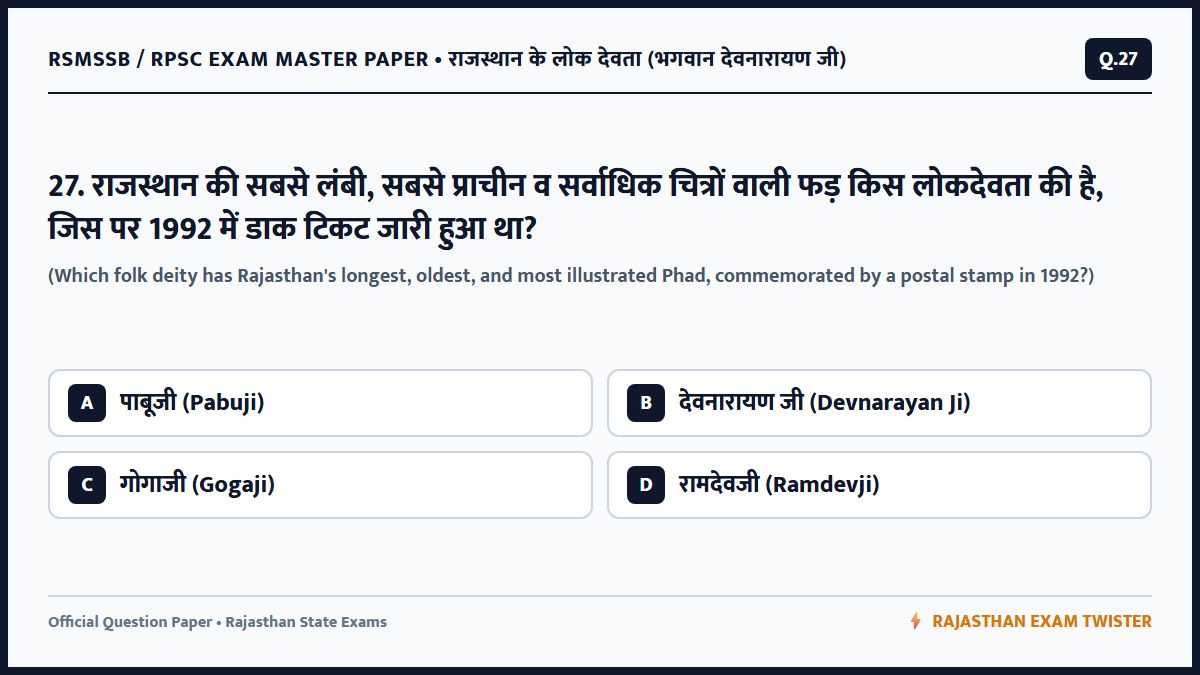 RSMSSB / RPSC EXAM MASTER PAPER • राजस्थान के लोक देवता (भगवान देवनारायण जी)
Q.27
27. राजस्थान की सबसे लंबी, सबसे प्राचीन व सर्वाधिक चित्रों वाली फड़ किस लोकदेवता की है,
जिस पर 1992 में डाक टिकट जारी हुआ था?
(Which folk deity has Rajasthan's longest, oldest, and most illustrated Phad, commemorated by a postal stamp in 1992?)
A पाबूजी (Pabuji)
B देवनारायण जी (Devnarayan Ji)
C गोगाजी (Gogaji)
D रामदेवजी (Ramdevji)
Official Question Paper • Rajasthan State Exams
RAJASTHAN EXAM TWISTER